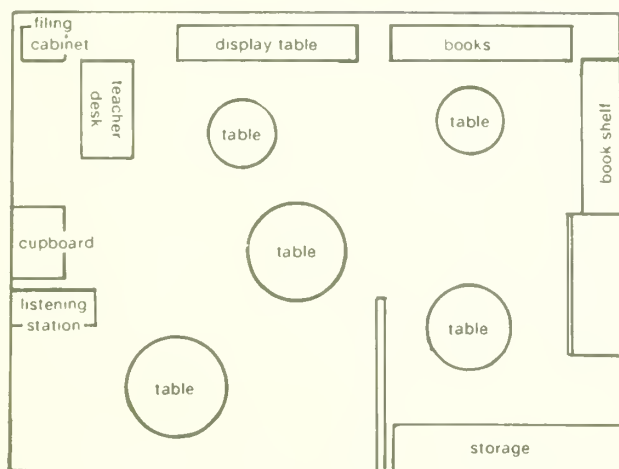 filing
cabinet
display table
books
teacher
desk
table
table
book shelf
cupboard
table
listening
station
table
table
storage